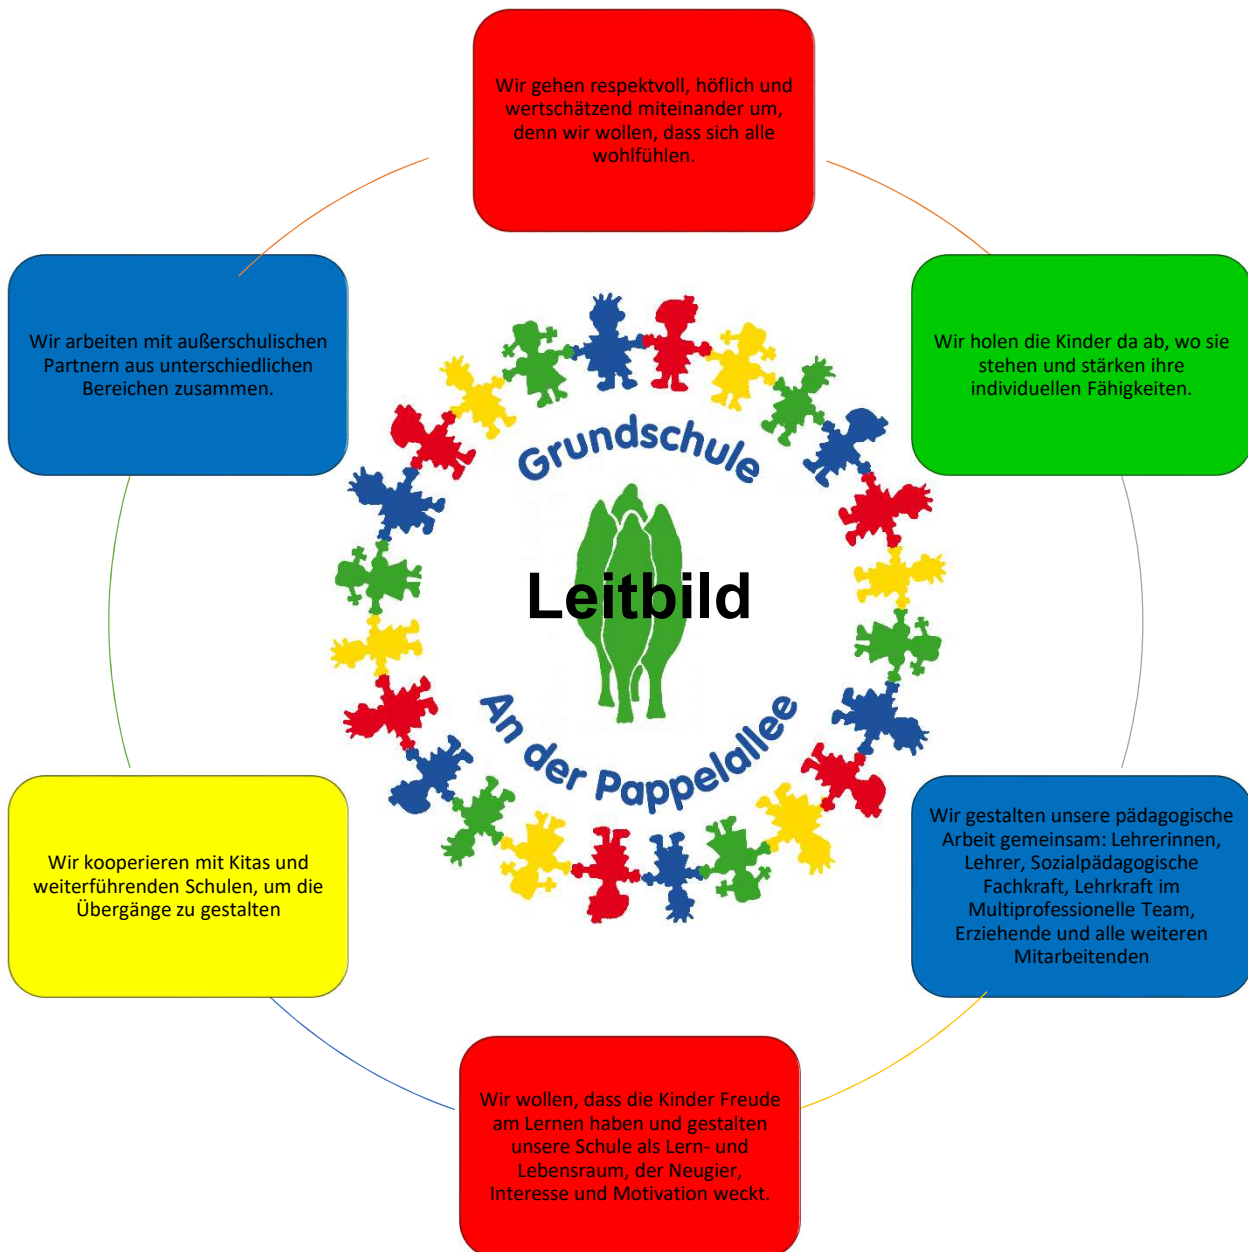 Wir gehen respektvoll, höflich und
wertschätzend miteinander um,
denn wir wollen, dass sich alle
wohlfühlen.
Wir arbeiten mit außerschulischen
Partnern aus unterschiedlichen
Bereichen zusammen.
Wir holen die Kinder da ab, wo sie
stehen und stärken ihre
individuellen Fähigkeiten.
Grundschule
Leitbild
An der Pappelallee
Wir kooperieren mit Kitas und
weiterführenden Schulen, um die
Übergänge zu gestalten
Wir gestalten unsere pädagogische
Arbeit gemeinsam: Lehrerinnen,
Lehrer, Sozialpädagogische
Fachkraft, Lehrkraft im
Multiprofessionelle Team,
Erziehende und alle weiteren
Mitarbeitenden
Wir wollen, dass die Kinder Freude
am Lernen haben und gestalten
unsere Schule als Lern- und
Lebensraum, der Neugier,
Interesse und Motivation weckt.